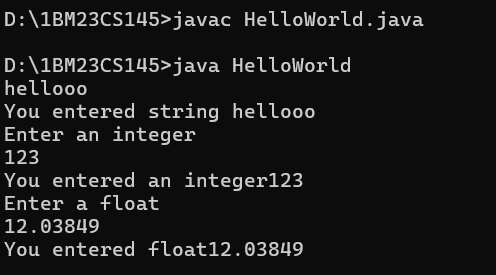 D:\1BM23CS145>javac HelloWorld.java
D:\1BM23CS145>java HelloWorld
hellooo
You entered string hellooo
Enter an integer
123
You entered an integer123
Enter a float
12.03849
You entered float12.03849